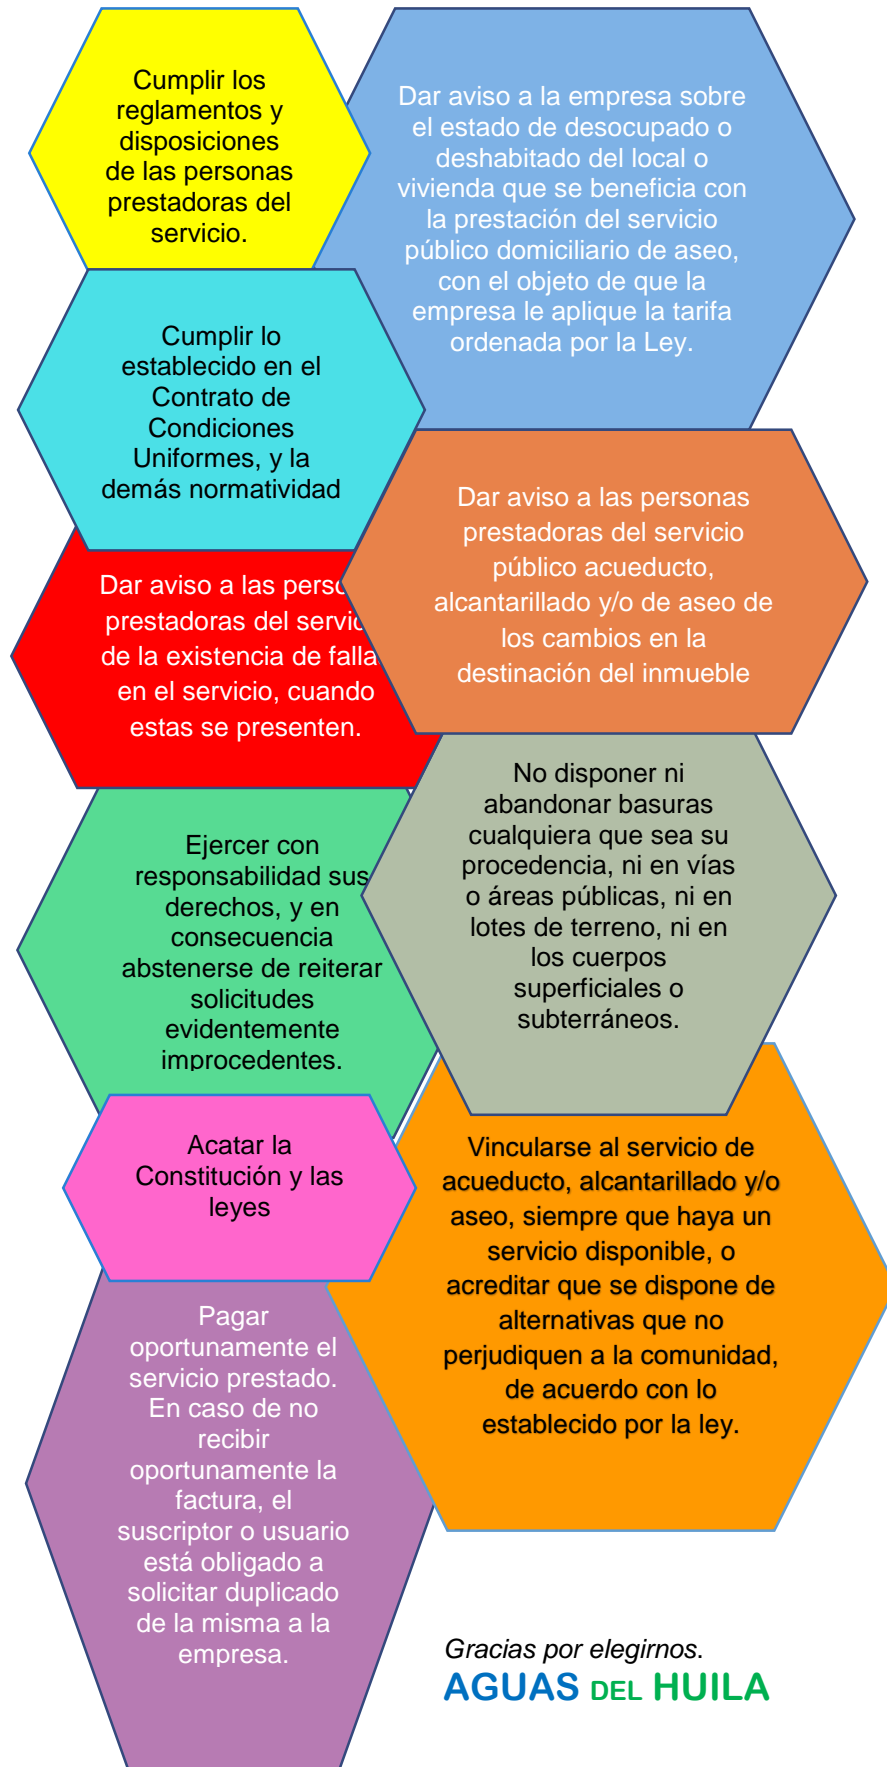 Cumplir los
reglamentos y
disposiciones
de las personas
prestadoras del
servicio.
Dar aviso a la empresa sobre
el estado de desocupado o
deshabitado del local o
vivienda que se beneficia con
la prestación del servicio
público domiciliario de aseo,
con el objeto de que la
empresa le aplique la tarifa
ordenada por la Ley.
Cumplir lo
establecido en el
Contrato de
Condiciones
Uniformes, y la
demás normatividad
Dar aviso a las personas
prestadoras del servicio
público acueducto,
alcantarillado y/o de aseo de
los cambios en la
destinación del inmueble
Dar aviso a las perso
prestadoras del servic
de la existencia de falla
en el servicio, cuando
estas se presenten.
No disponer ni
abandonar basuras
cualquiera que sea su
procedencia, ni en vías
o áreas públicas, ni en
lotes de terreno, ni en
los cuerpos
superficiales o
subterráneos.
Ejercer con
responsabilidad sus
derechos, y en
consecuencia
abstenerse de reiterar
solicitudes
evidentemente
improcedentes.
Acatar la
Constitución y las
leyes
Vincularse al servicio de
acueducto, alcantarillado y/o
aseo, siempre que haya un
servicio disponible, o
acreditar que se dispone de
alternativas que no
perjudiquen a la comunidad,
de acuerdo con lo
establecido por la ley.
Pagar
oportunamente el
servicio prestado.
En caso de no
recibir
oportunamente la
factura, el
suscriptor o usuario
está obligado a
solicitar duplicado
de la misma a la
empresa.
Gracias por elegirnos.
AGUAS DEL HUILA